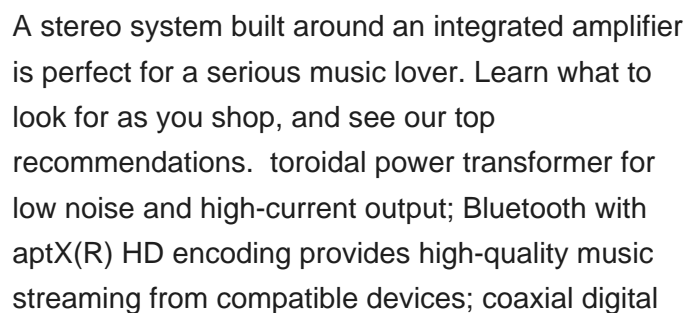 A stereo system built around an integrated amplifier
is perfect for a serious music lover. Learn what to
look for as you shop, and see our top
recommendations.  toroidal power transformer for
low noise and high-current output; Bluetooth with
aptX(R) HD encoding provides high-quality music
streaming from compatible devices; coaxial digital